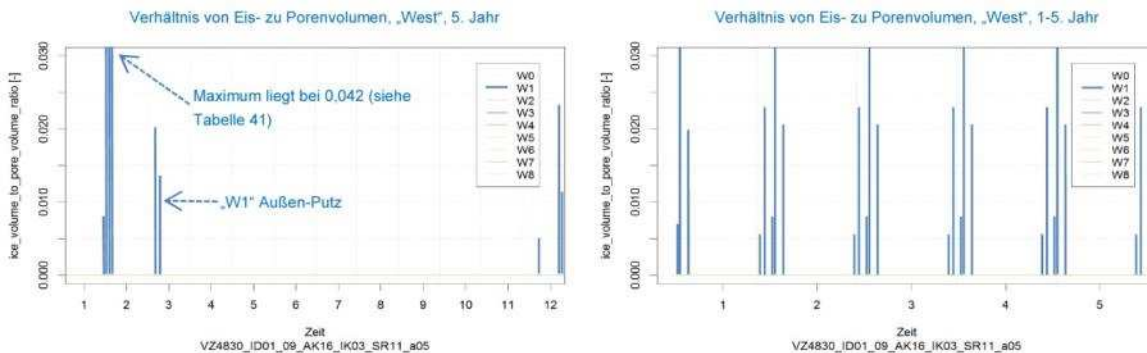 Verhältnis von Eis- zu Porenvolumen, „West“, 5. Jahr
ice_volume_to_pore_volume_ratio [-]
0.030
0.020
0.010
0.000
Maximum liegt bei 0,042 (siehe
Tabelle 41)
„W1“ Außen-Putz
W0
W1
W2
W3
W4
W5
W6
W7
W8
1 2 3 4 5 6 7 8 9 10 11 12
Zeit
VZ4830_ID01_09_AK16_IK03_SR11_a05
Verhältnis von Eis- zu Porenvolumen, „West“, 1-5. Jahr
ice_volume_to_pore_volume_ratio [-]
0.030
0.020
0.010
0.000
W0
W1
W2
W3
W4
W5
W6
W7
W8
1 2 3 4 5
Zeit
VZ4830_ID01_09_AK16_IK03_SR11_a05